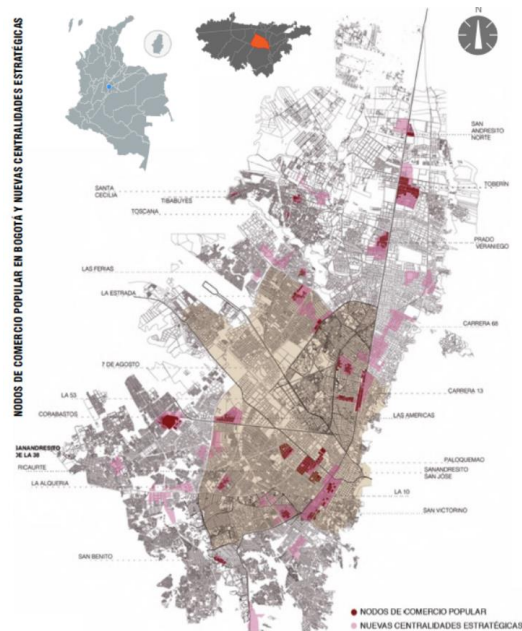 NODOS DE COMERCIO POPULAR EN BOGOTÁ Y NUEVAS CENTRALIDADES ESTRATÉGICAS
N
SAN ANDRESITO NORTE
SANTA CECILIA
TIBABUYES
TOBERÍN
TOSCANA
PRADO VERANIEGO
LAS FERIAS
LA ESTRADA
CARRERA 68
7 DE AGOSTO
CARRERA 13
LA 53
CORABASTOS
LAS AMERICAS
SANANDRESITO DE LA 38
RICAURTE
PALOQUEMAO
SANANDRESITO SAN JOSE
LA ALQUERIA
LA 10
SAN VICTORINO
SAN BENITO
NODOS DE COMERCIO POPULAR
NUEVAS CENTRALIDADES ESTRATÉGICAS